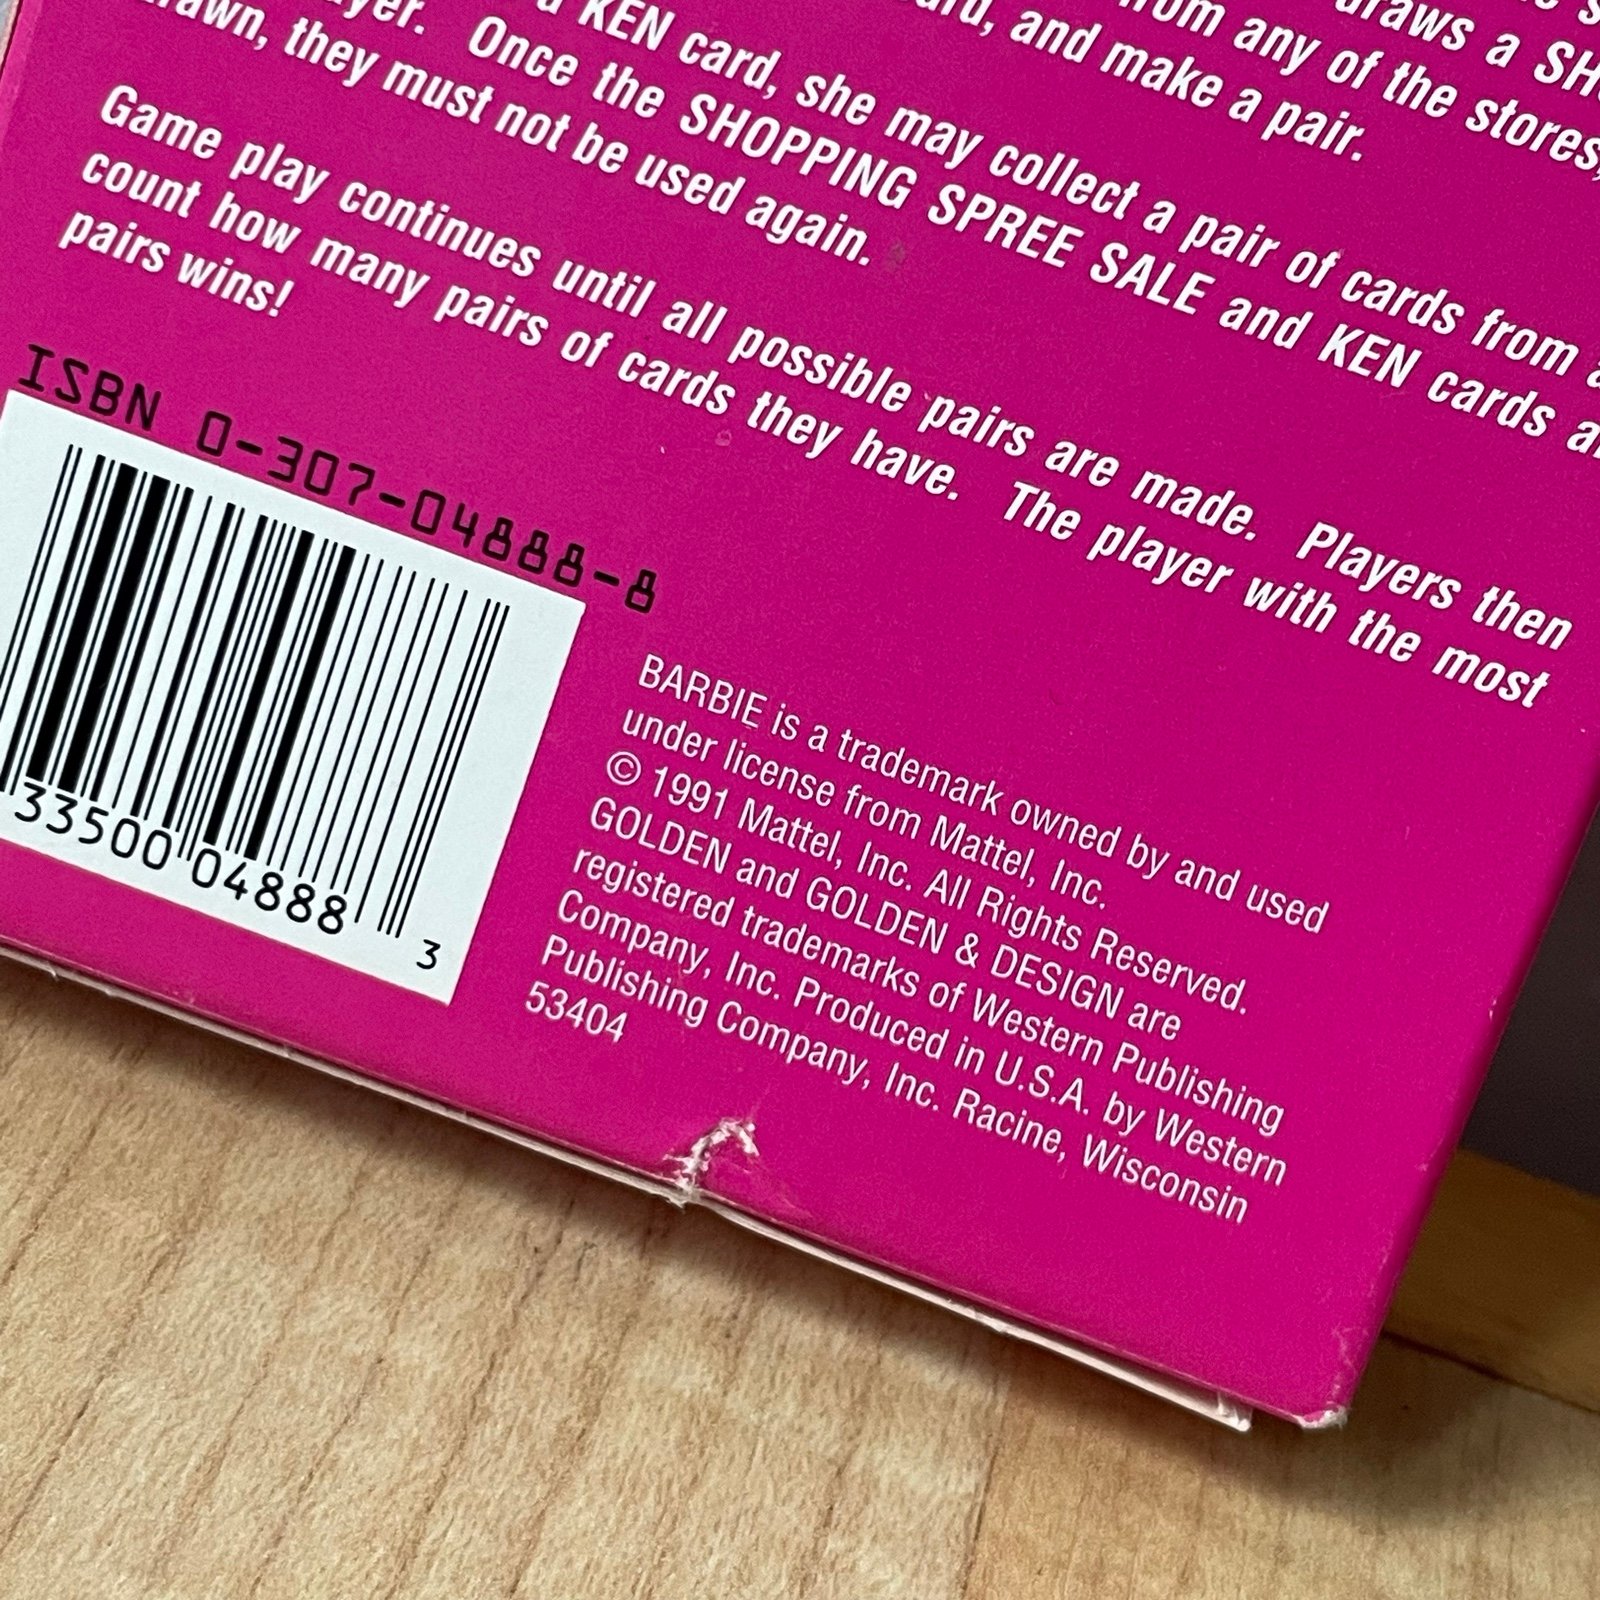 draws a
from any of the stores,
and make a pair.
KEN card, she may collect a pair of cards from
Once the SHOPPING SPREE SALE and KEN cards
they must not be used again.
Game play continues until all possible pairs are made. Players then
count how many pairs of cards they have. The player with the most
pairs wins!
ISBN 0-307-04888-8
33500 04888 3
BARBIE is a trademark owned by and used
under license from Mattel, Inc.
© 1991 Mattel, Inc. All Rights Reserved.
GOLDEN and GOLDEN & DESIGN are
registered trademarks of Western Publishing
Company, Inc. Produced in U.S.A. by Western
Publishing Company, Inc. Racine, Wisconsin
53404